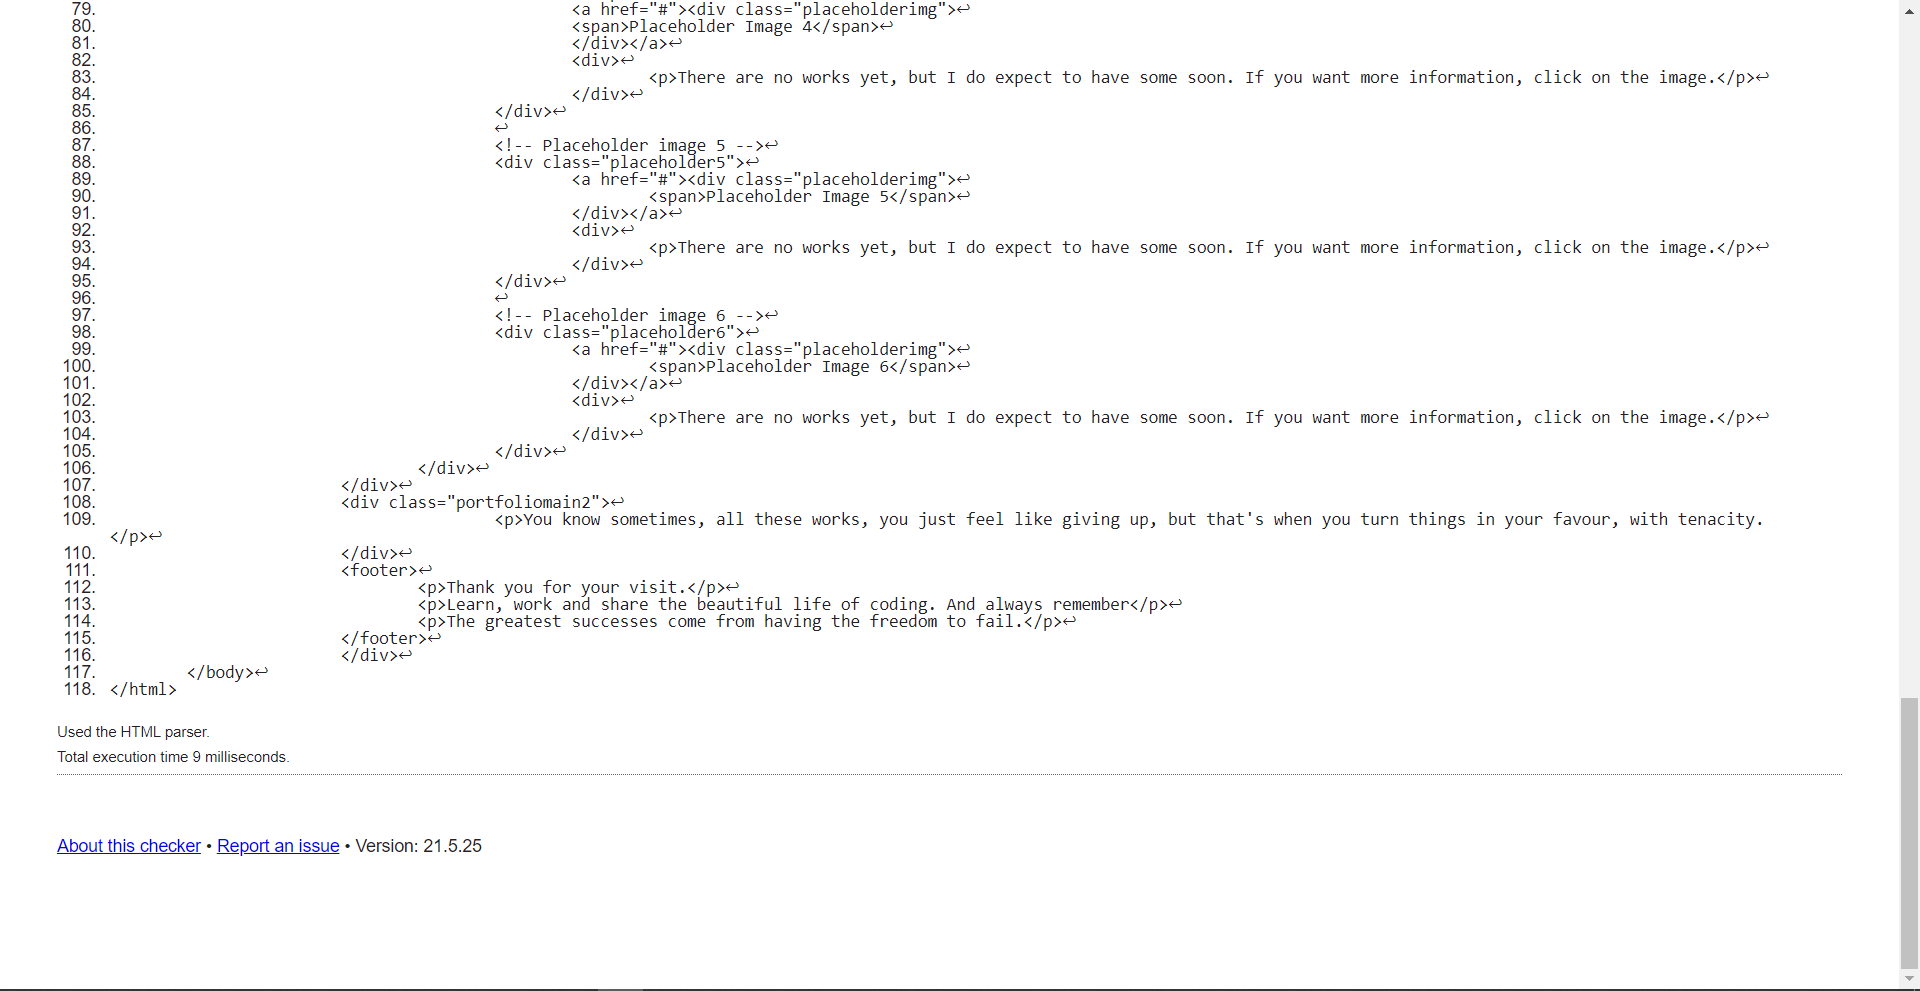 79. <a href="#"><div class="placeholderimg">↩
80. <span>Placeholder Image 4</span>↩
81. </div></a>↩
82. <div>↩
83. <p>There are no works yet, but I do expect to have some soon. If you want more information, click on the image.</p>↩
84. </div>↩
85. </div>↩
86. ↩
87. <!-- Placeholder image 5 -->↩
88. <div class="placeholder5">↩
89. <a href="#"><div class="placeholderimg">↩
90. <span>Placeholder Image 5</span>↩
91. </div></a>↩
92. <div>↩
93. <p>There are no works yet, but I do expect to have some soon. If you want more information, click on the image.</p>↩
94. </div>↩
95. </div>↩
96. ↩
97. <!-- Placeholder image 6 -->↩
98. <div class="placeholder6">↩
99. <a href="#"><div class="placeholderimg">↩
100. <span>Placeholder Image 6</span>↩
101. </div></a>↩
102. <div>↩
103. <p>There are no works yet, but I do expect to have some soon. If you want more information, click on the image.</p>↩
104. </div>↩
105. </div>↩
106. </div>↩
107. </div>↩
108. <div class="portfoliomain2">↩
109. <p>You know sometimes, all these works, you just feel like giving up, but that's when you turn things in your favour, with tenacity.
</p>↩
110. </div>↩
111. <footer>↩
112. <p>Thank you for your visit.</p>↩
113. <p>Learn, work and share the beautiful life of coding. And always remember</p>↩
114. <p>The greatest successes come from having the freedom to fail.</p>↩
115. </footer>↩
116. </div>↩
117. </body>↩
118. </html>
Used the HTML parser.
Total execution time 9 milliseconds.
About this checker • Report an issue • Version: 21.5.25